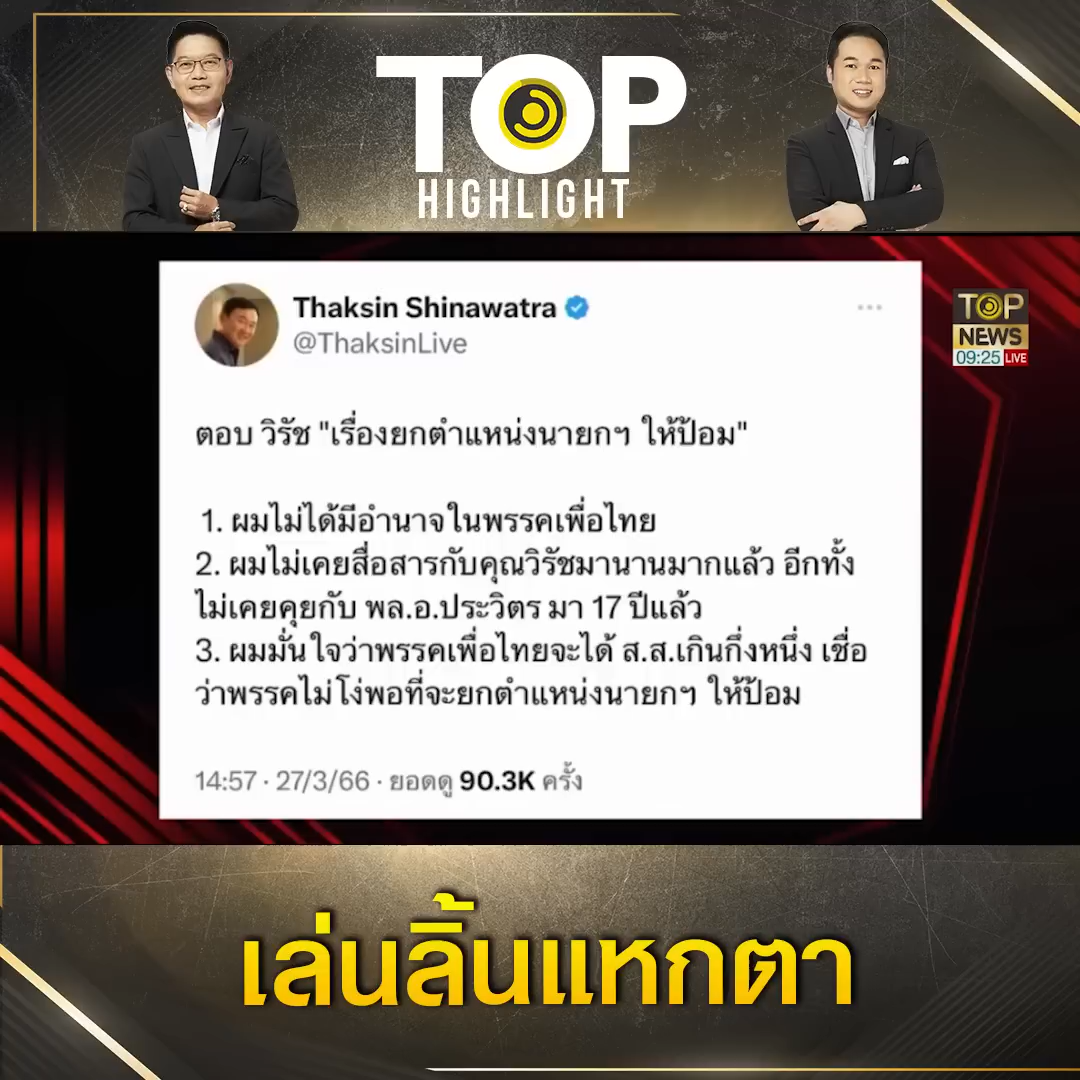 TOP
HIGHLIGHT
Thaksin Shinawatra
@ThaksinLive
TOP
NEWS
09:25 LIVE
ตอบ วิรัช "เรื่องยกตำแหน่งนายกฯ ให้ป้อม"
1. ผมไม่ได้มีอำนาจในพรรคเพื่อไทย
2. ผมไม่เคยสื่อสารกับคุณวิรัชมานานมากแล้ว อีกทั้ง
ไม่เคยคุยกับ พล.อ.ประวิตร มา 17 ปีแล้ว
3. ผมมั่นใจว่าพรรคเพื่อไทยจะได้ ส.ส.เกินกึ่งหนึ่ง เชื่อ
ว่าพรรคไม่โง่พอที่จะยกตำแหน่งนายกฯ ให้ป้อม
14:57 · 27/3/66 · ยอดดู 90.3K ครั้ง
เล่นลิ้นแหกตา